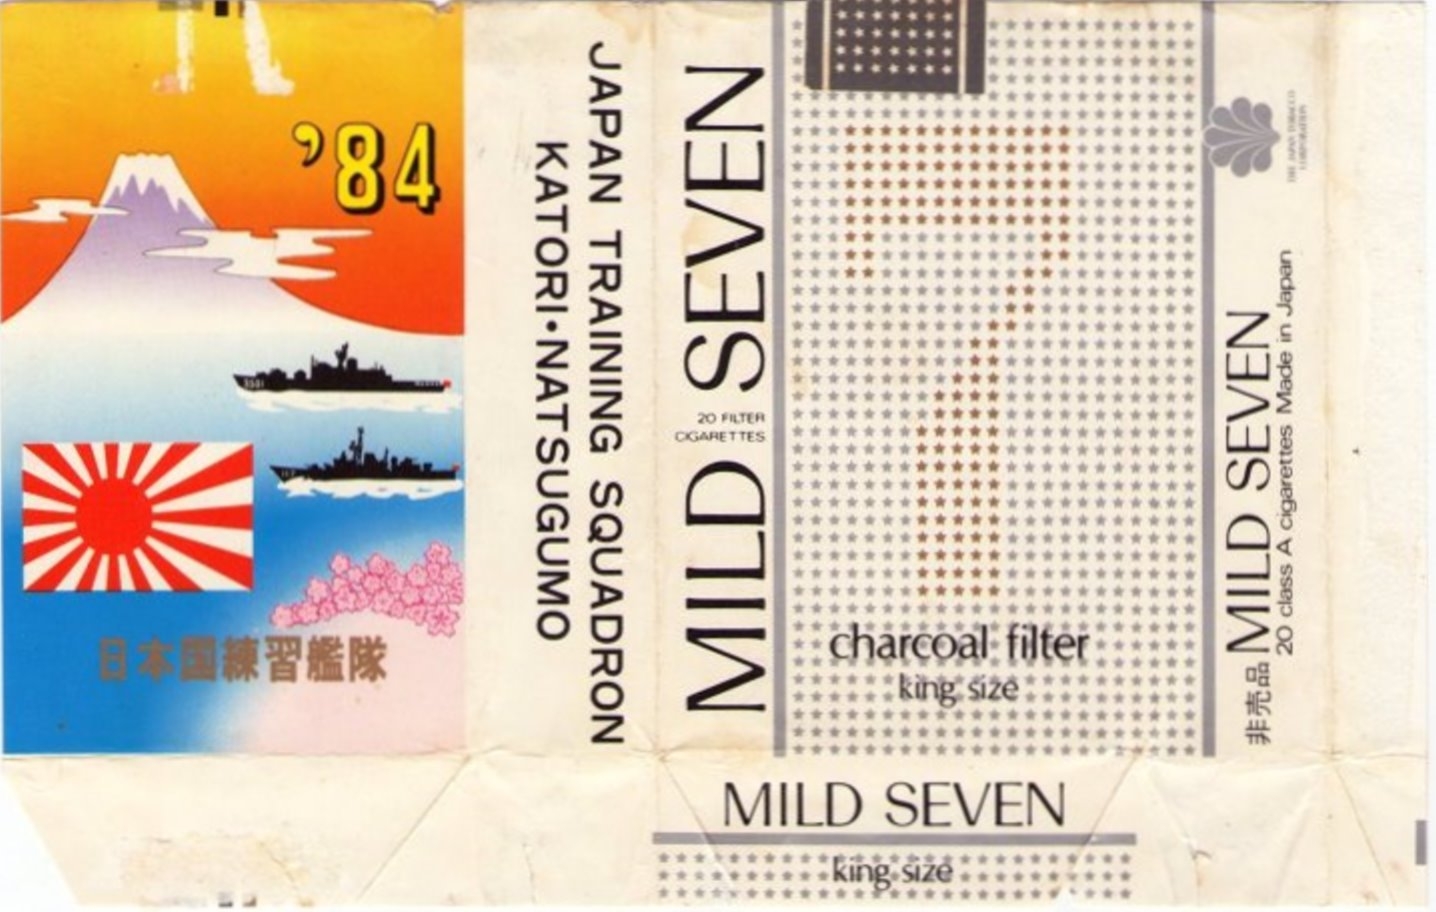 '84
3501
日本国練習艦隊
JAPAN TRAINING SQUADRON
KATORI•NATSUGUMO
MILD SEVEN
20 FILTER
CIGARETTES
charcoal filter
king size
MILD SEVEN
king size
非売品 MILD SEVEN
20 class A cigarettes Made in Japan